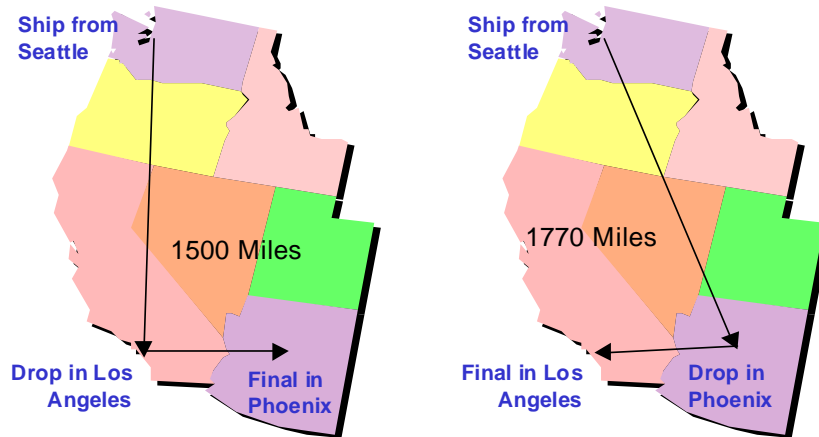 Ship from
Seattle
1500 Miles
Drop in Los
Angeles
Final in
Phoenix
Ship from
Seattle
1770 Miles
Final in Los
Angeles
Drop in
Phoenix